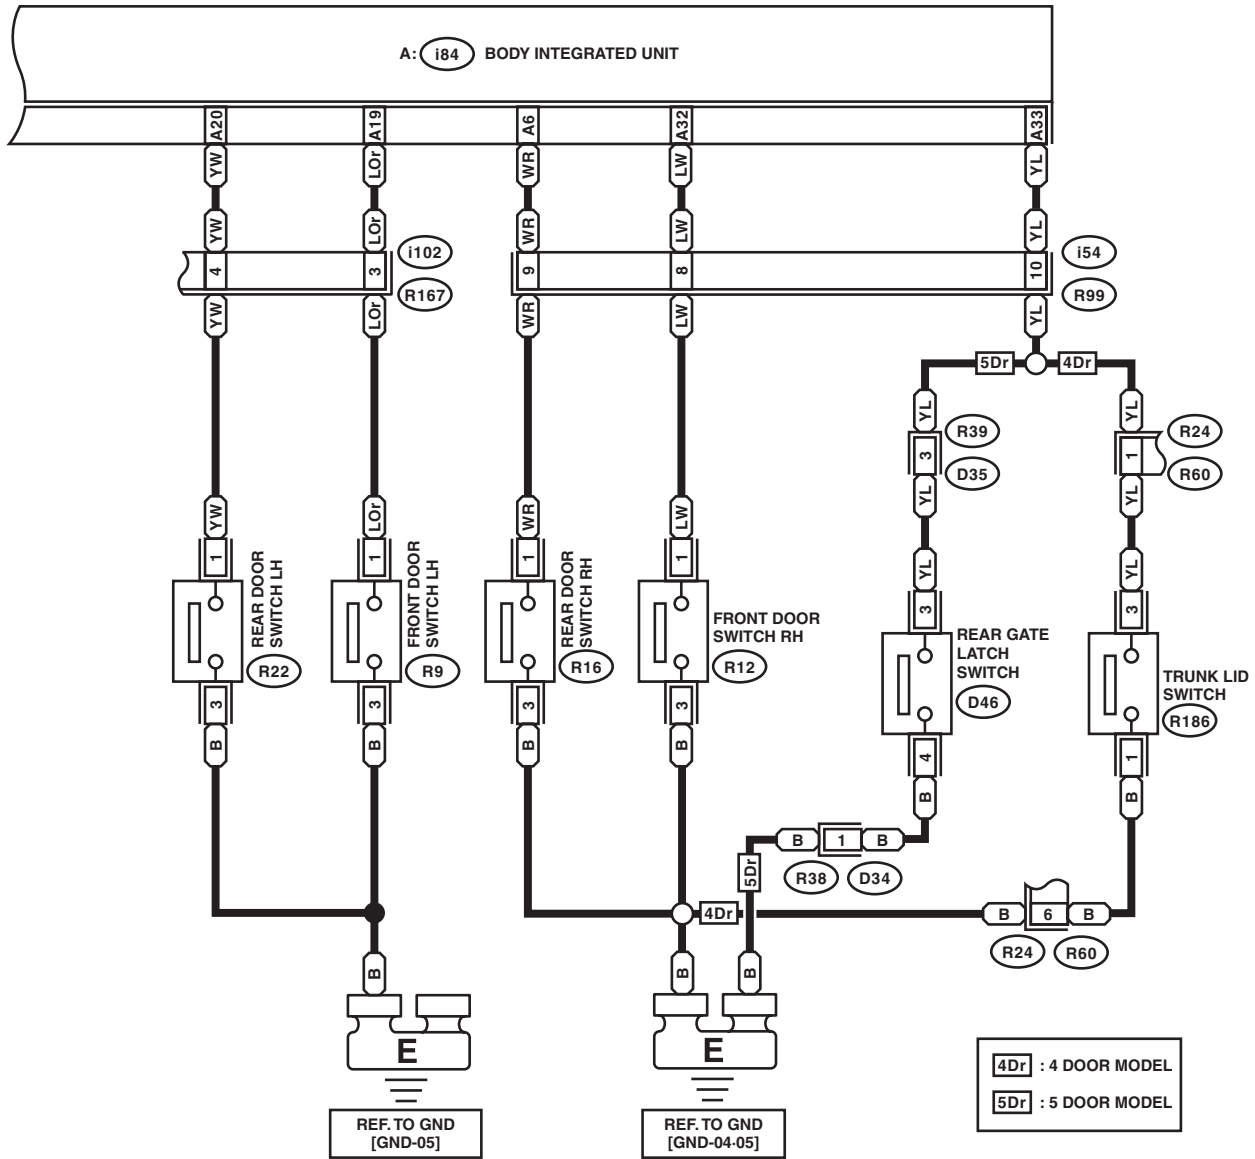 A: i84 BODY INTEGRATED UNIT
A20 A19 A6 A32 A33
YW LOr WR LW YL
YW LOr WR LW YL
4 3 i102 9 8 10 i54
R167 R99
YW LOr WR LW YL
5Dr 4Dr
YL YL
R39 R24
3 1
D35 R60
YL YL
YW LOr WR LW
YL YL
1 1 1 1
3 3
REAR DOOR
SWITCH LH
R22
FRONT DOOR
SWITCH LH
R9
REAR DOOR
SWITCH RH
R16
FRONT DOOR
SWITCH RH
R12
REAR GATE
LATCH
SWITCH
D46
TRUNK LID
SWITCH
R186
3 3 3 3
B B B B
4 1
B B
B 1 B
R38 D34
5Dr
4Dr
B 6 B
R24 R60
B B B
E E
REF. TO GND
[GND-05]
REF. TO GND
[GND-04·05]
4Dr : 4 DOOR MODEL
5Dr : 5 DOOR MODEL